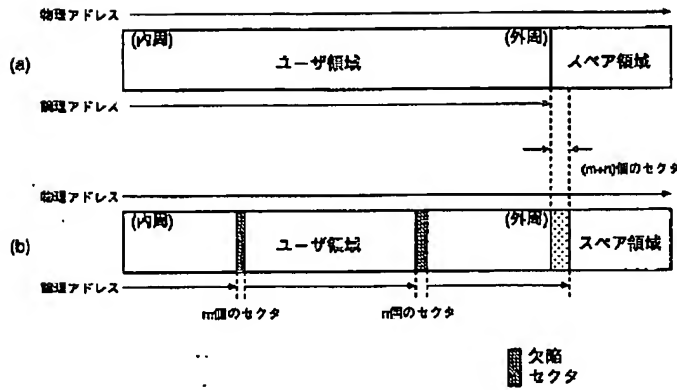 物理アドレス
(a)
(内周)
ユーザ領域
(外周)
スペア領域
論理アドレス
(m+n)個のセクタ
物理アドレス
(b)
(内周)
ユーザ領域
(外周)
スペア領域
論理アドレス
m個のセクタ
n個のセクタ
欠陥
セクタ